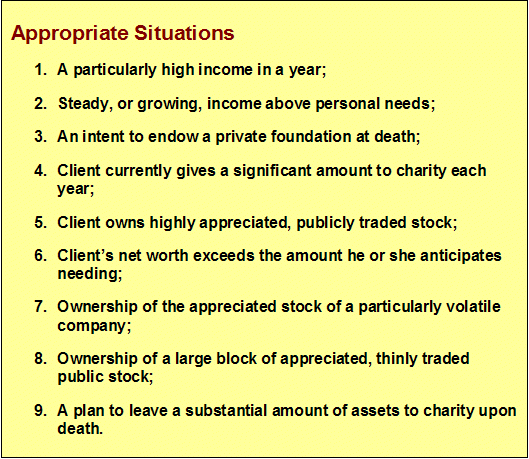 Appropriate Situations
1. A particularly high income in a year;
2. Steady, or growing, income above personal needs;
3. An intent to endow a private foundation at death;
4. Client currently gives a significant amount to charity each
year;
5. Client owns highly appreciated, publicly traded stock;
6. Client’s net worth exceeds the amount he or she anticipates
needing;
7. Ownership of the appreciated stock of a particularly volatile
company;
8. Ownership of a large block of appreciated, thinly traded
public stock;
9. A plan to leave a substantial amount of assets to charity upon
death.